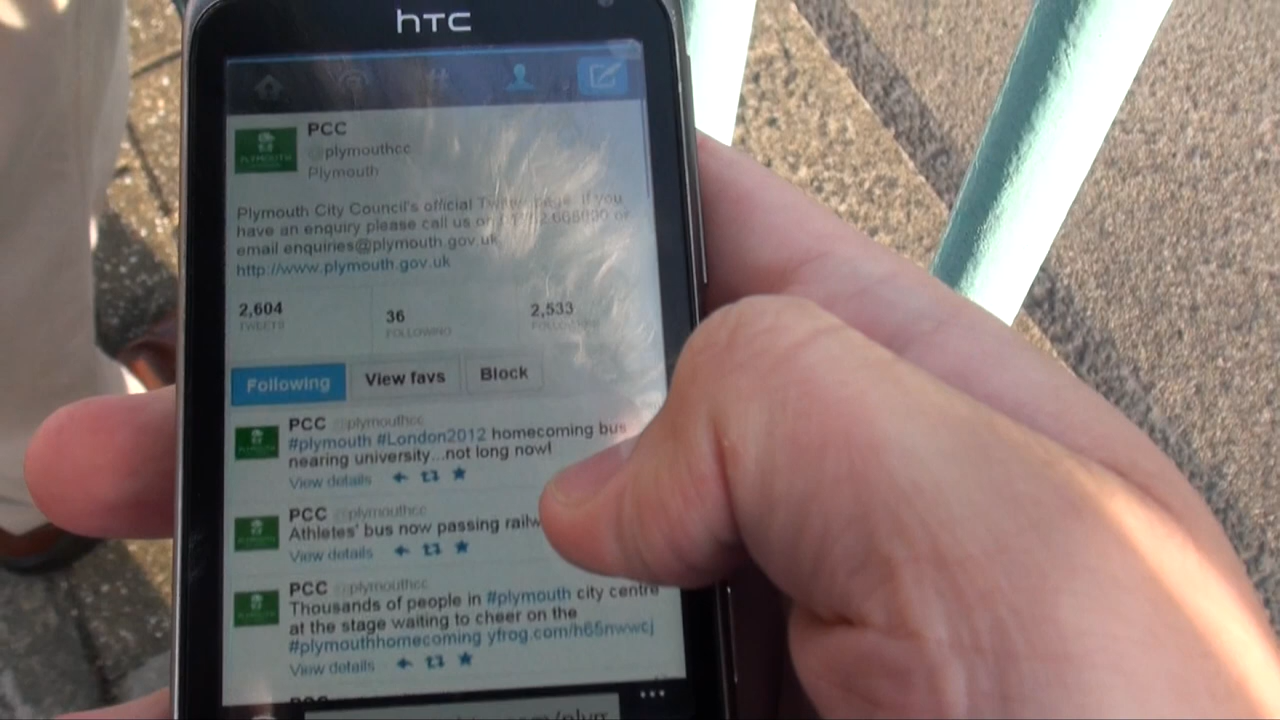 hTC
PCC
@plymouthcc
Plymouth
Plymouth City Council's official Twitter page. If you
have an enquiry please call us on or
email enquiries@plymouth.gov.uk
http://www.plymouth.gov.uk
2,604 36 2,533
TWEETS FOLLOWING FOLLOWERS
Following View favs Block
PCC @plymouthcc
#plymouth #London2012 homecoming bus
nearing university...not long now!
View details
PCC @plymouthcc
Athletes' bus now passing railw
View details
PCC @plymouthcc
Thousands of people in #plymouth city centre
at the stage waiting to cheer on the
#plymouthhomecoming yfrog.com/h65nwwcj
View details
PCC
PLYMOUTH